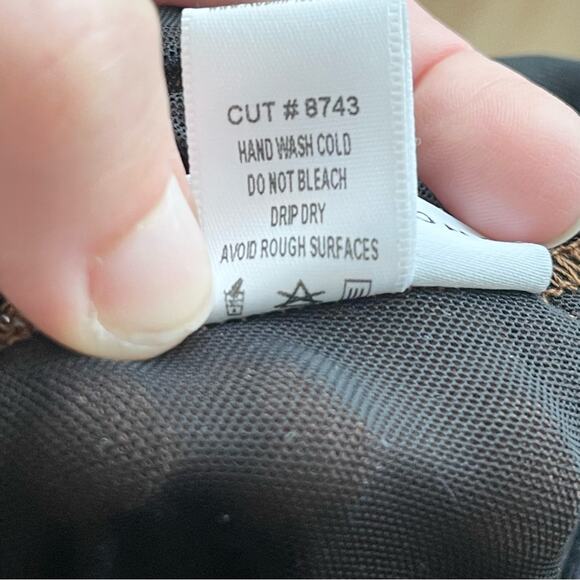 CUT # 8743
HAND WASH COLD
DO NOT BLEACH
DRIP DRY
AVOID ROUGH SURFACES